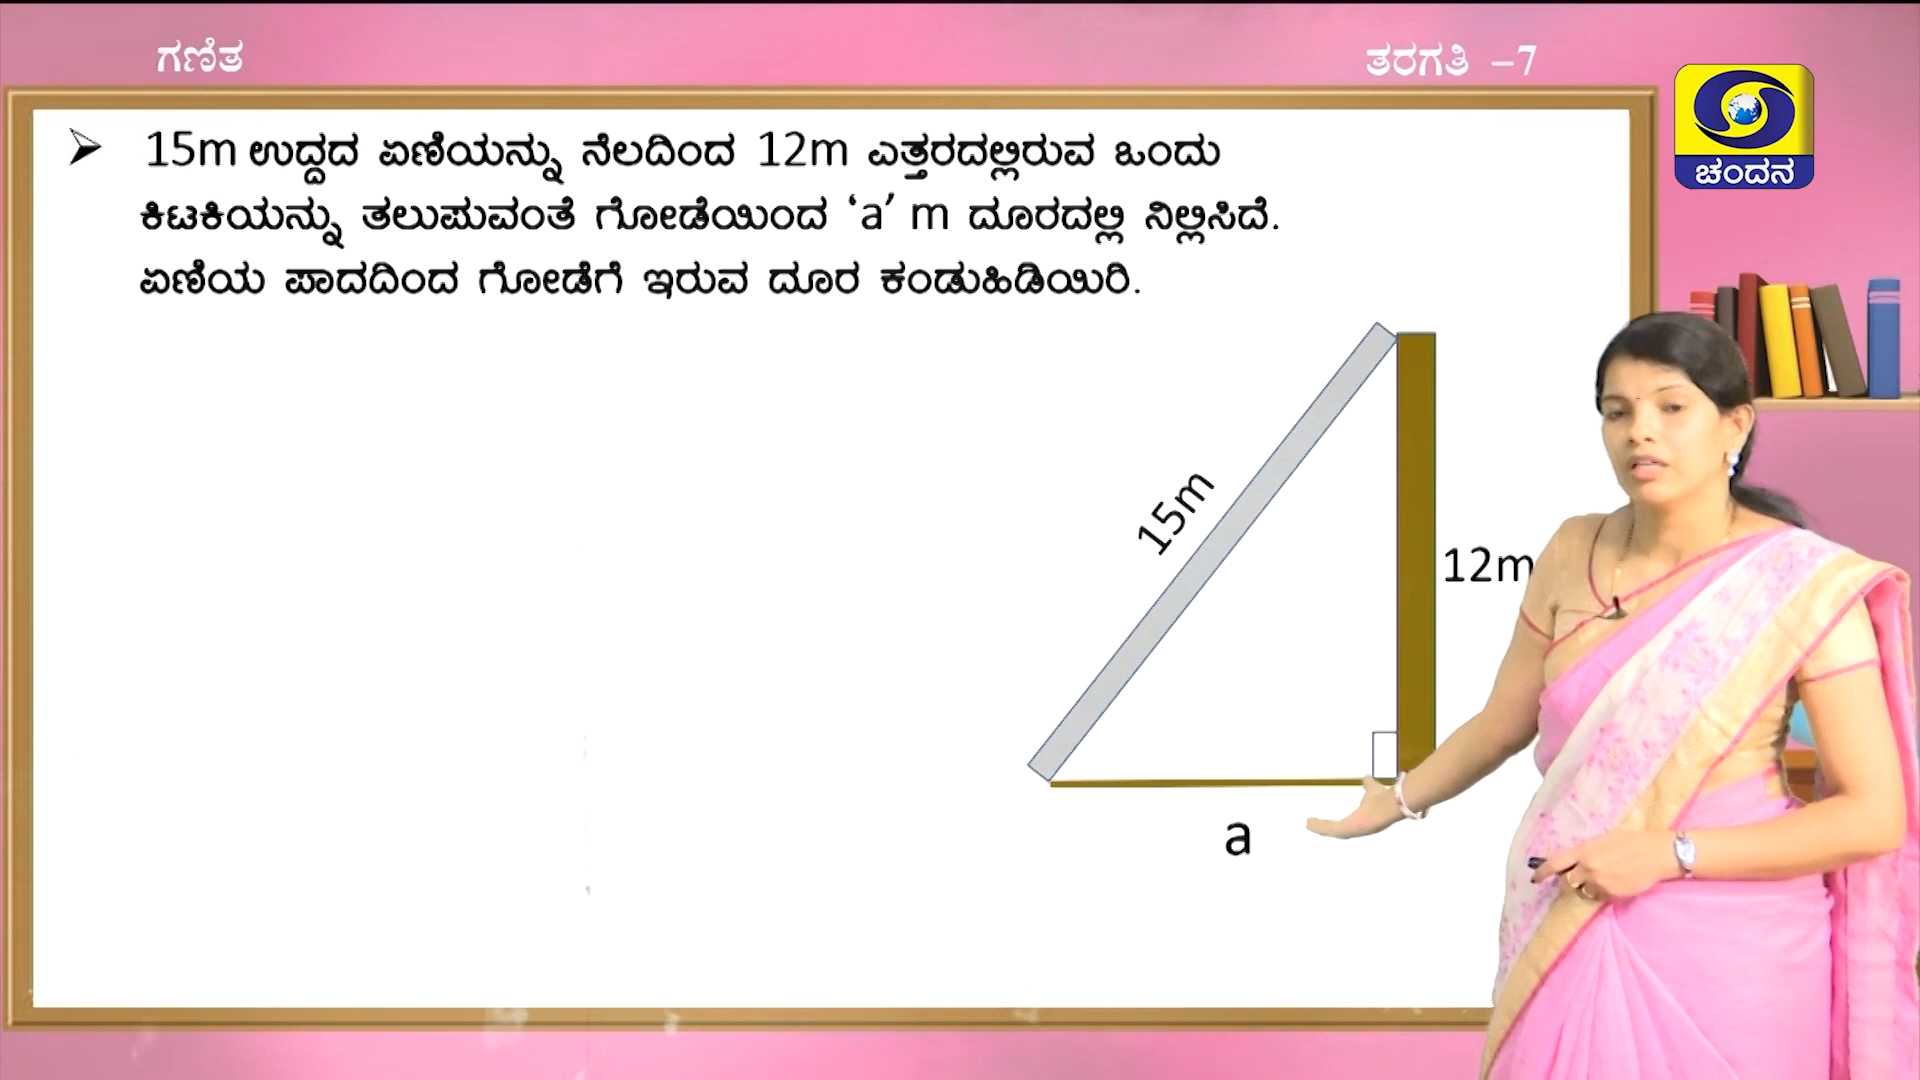 ಗಣಿತ
ತರಗತಿ –7
ಚಂದನ
➢ 15m ಉದ್ದದ ಏಣಿಯನ್ನು ನೆಲದಿಂದ 12m ಎತ್ತರದಲ್ಲಿರುವ ಒಂದು
ಕಿಟಕಿಯನ್ನು ತಲುಪುವಂತೆ ಗೋಡೆಯಿಂದ ‘a’ m ದೂರದಲ್ಲಿ ನಿಲ್ಲಿಸಿದೆ.
ಏಣಿಯ ಪಾದದಿಂದ ಗೋಡೆಗೆ ಇರುವ ದೂರ ಕಂಡುಹಿಡಿಯಿರಿ.
15m
12m
a